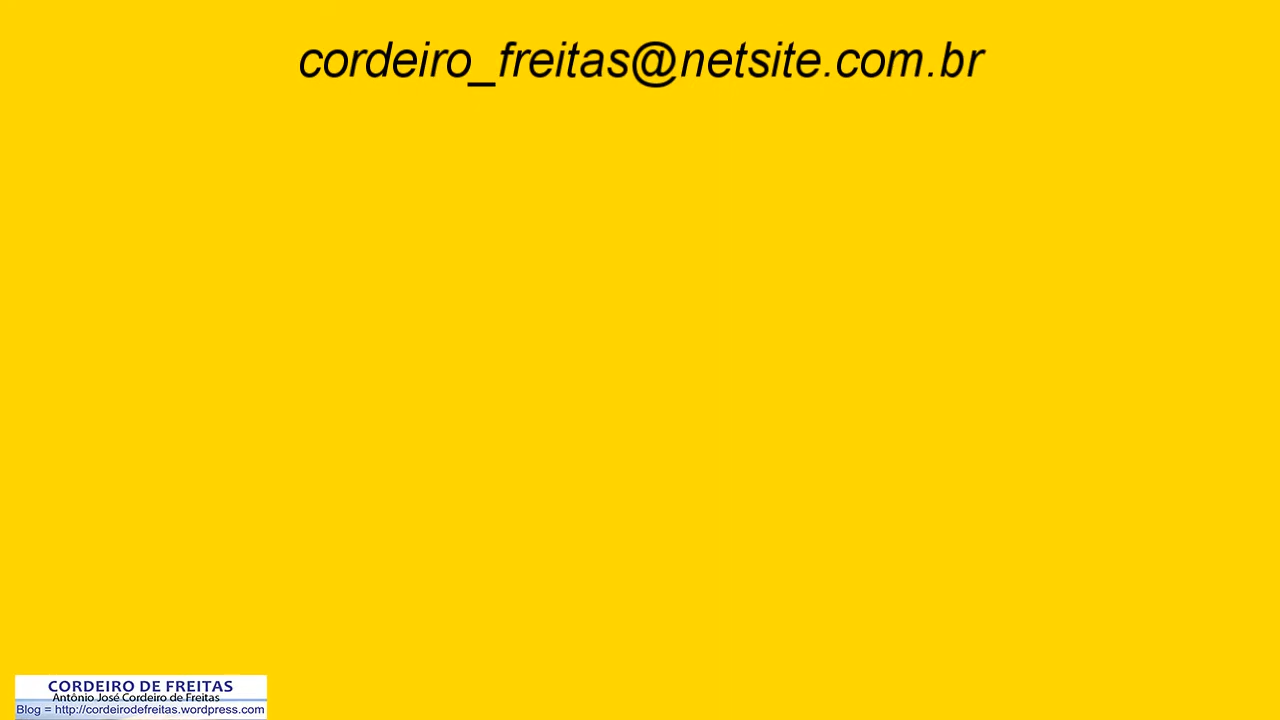 cordeiro_freitas@netsite.com.br
CORDEIRO DE FREITAS
Antônio José Cordeiro de Freitas
Blog = http://cordeirodefreitas.wordpress.com